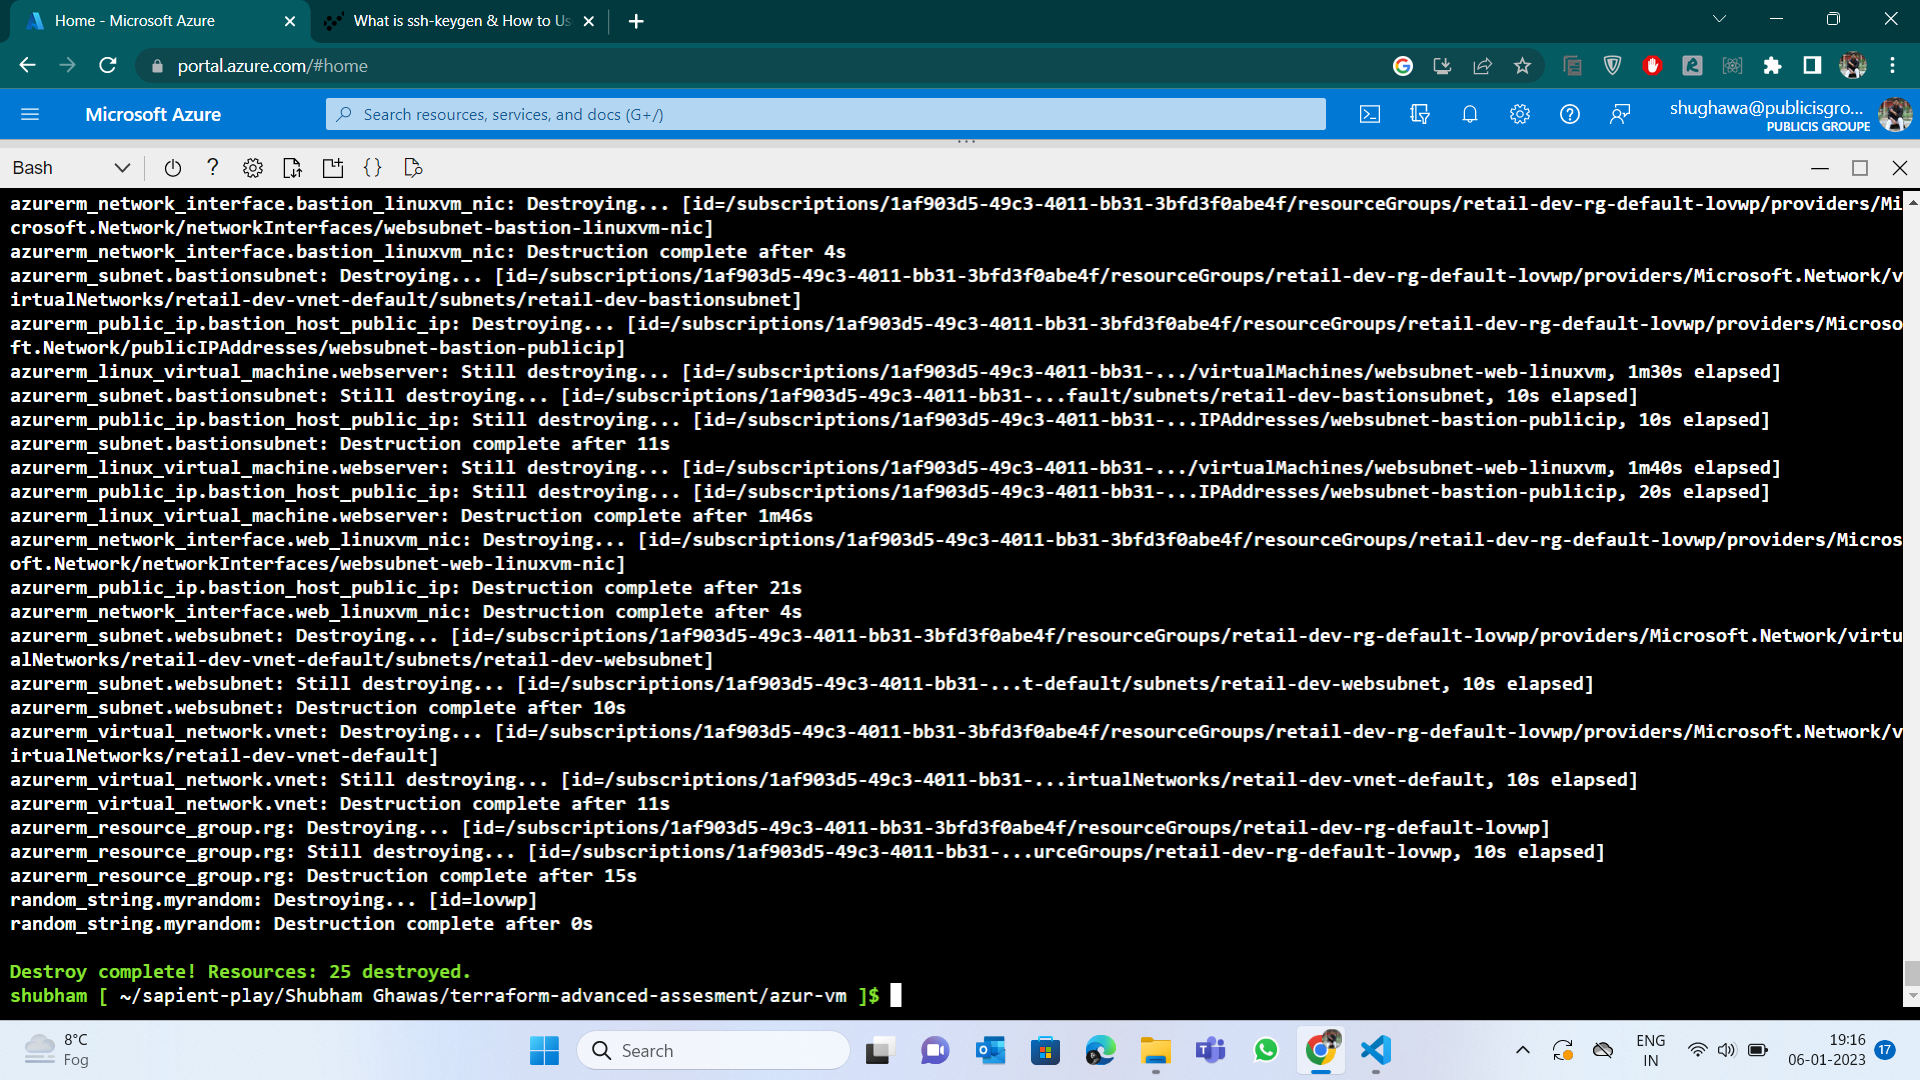 Home - Microsoft Azure
What is ssh-keygen & How to Us
portal.azure.com/#home
Microsoft Azure
Search resources, services, and docs (G+/)
shughawa@publicisgro...
PUBLICIS GROUPE
Bash
azurerm_network_interface.bastion_linuxvm_nic: Destroying... [id=/subscriptions/1af903d5-49c3-4011-bb31-3bfd3f0abe4f/resourceGroups/retail-dev-rg-default-lovwp/providers/Mi
crosoft.Network/networkInterfaces/websubnet-bastion-linuxvm-nic]
azurerm_network_interface.bastion_linuxvm_nic: Destruction complete after 4s
azurerm_subnet.bastionsubnet: Destroying... [id=/subscriptions/1af903d5-49c3-4011-bb31-3bfd3f0abe4f/resourceGroups/retail-dev-rg-default-lovwp/providers/Microsoft.Network/v
irtualNetworks/retail-dev-vnet-default/subnets/retail-dev-bastionsubnet]
azurerm_public_ip.bastion_host_public_ip: Destroying... [id=/subscriptions/1af903d5-49c3-4011-bb31-3bfd3f0abe4f/resourceGroups/retail-dev-rg-default-lovwp/providers/Microso
ft.Network/publicIPAddresses/websubnet-bastion-publicip]
azurerm_linux_virtual_machine.webserver: Still destroying... [id=/subscriptions/1af903d5-49c3-4011-bb31-.../virtualMachines/websubnet-web-linuxvm, 1m30s elapsed]
azurerm_subnet.bastionsubnet: Still destroying... [id=/subscriptions/1af903d5-49c3-4011-bb31-...fault/subnets/retail-dev-bastionsubnet, 10s elapsed]
azurerm_public_ip.bastion_host_public_ip: Still destroying... [id=/subscriptions/1af903d5-49c3-4011-bb31-...IPAddresses/websubnet-bastion-publicip, 10s elapsed]
azurerm_subnet.bastionsubnet: Destruction complete after 11s
azurerm_linux_virtual_machine.webserver: Still destroying... [id=/subscriptions/1af903d5-49c3-4011-bb31-.../virtualMachines/websubnet-web-linuxvm, 1m40s elapsed]
azurerm_public_ip.bastion_host_public_ip: Still destroying... [id=/subscriptions/1af903d5-49c3-4011-bb31-...IPAddresses/websubnet-bastion-publicip, 20s elapsed]
azurerm_linux_virtual_machine.webserver: Destruction complete after 1m46s
azurerm_network_interface.web_linuxvm_nic: Destroying... [id=/subscriptions/1af903d5-49c3-4011-bb31-3bfd3f0abe4f/resourceGroups/retail-dev-rg-default-lovwp/providers/Micros
oft.Network/networkInterfaces/websubnet-web-linuxvm-nic]
azurerm_public_ip.bastion_host_public_ip: Destruction complete after 21s
azurerm_network_interface.web_linuxvm_nic: Destruction complete after 4s
azurerm_subnet.websubnet: Destroying... [id=/subscriptions/1af903d5-49c3-4011-bb31-3bfd3f0abe4f/resourceGroups/retail-dev-rg-default-lovwp/providers/Microsoft.Network/virtu
alNetworks/retail-dev-vnet-default/subnets/retail-dev-websubnet]
azurerm_subnet.websubnet: Still destroying... [id=/subscriptions/1af903d5-49c3-4011-bb31-...t-default/subnets/retail-dev-websubnet, 10s elapsed]
azurerm_subnet.websubnet: Destruction complete after 10s
azurerm_virtual_network.vnet: Destroying... [id=/subscriptions/1af903d5-49c3-4011-bb31-3bfd3f0abe4f/resourceGroups/retail-dev-rg-default-lovwp/providers/Microsoft.Network/v
irtualNetworks/retail-dev-vnet-default]
azurerm_virtual_network.vnet: Still destroying... [id=/subscriptions/1af903d5-49c3-4011-bb31-...irtualNetworks/retail-dev-vnet-default, 10s elapsed]
azurerm_virtual_network.vnet: Destruction complete after 11s
azurerm_resource_group.rg: Destroying... [id=/subscriptions/1af903d5-49c3-4011-bb31-3bfd3f0abe4f/resourceGroups/retail-dev-rg-default-lovwp]
azurerm_resource_group.rg: Still destroying... [id=/subscriptions/1af903d5-49c3-4011-bb31-...urceGroups/retail-dev-rg-default-lovwp, 10s elapsed]
azurerm_resource_group.rg: Destruction complete after 15s
random_string.myrandom: Destroying... [id=lovwp]
random_string.myrandom: Destruction complete after 0s
Destroy complete! Resources: 25 destroyed.
shubham [ ~/sapient-play/Shubham Ghawas/terraform-advanced-assesment/azur-vm ]$
8°C
Fog
Search
ENG
IN
19:16
06-01-2023
17